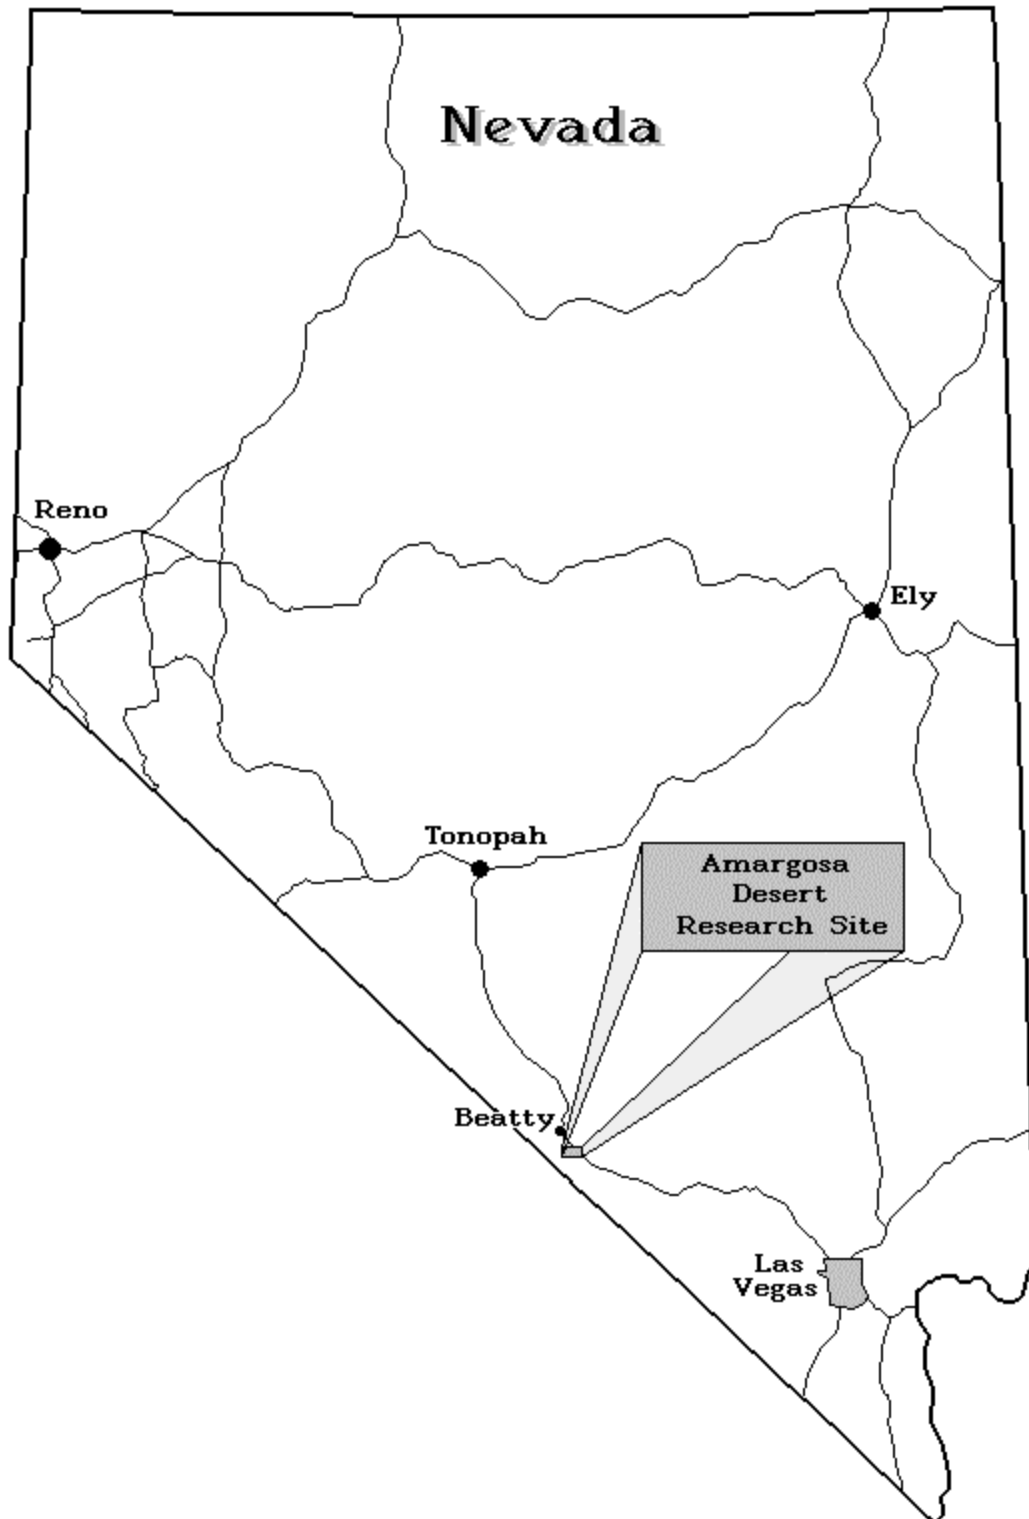 Nevada
Reno
Ely
Tonopah
Amargosa
Desert
Research Site
Beatty
Las
Vegas